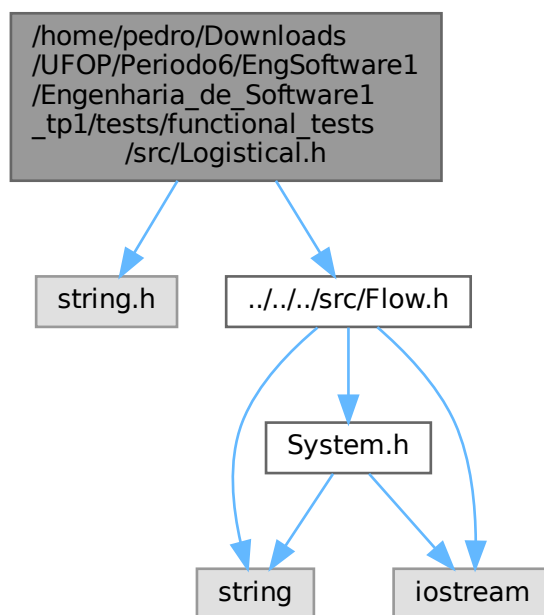 /home/pedro/Downloads
/UFOP/Periodo6/EngSoftware1
/Engenharia_de_Software1
_tp1/tests/functional_tests
/src/Logistical.h
string.h
../../../src/Flow.h
System.h
string
iostream